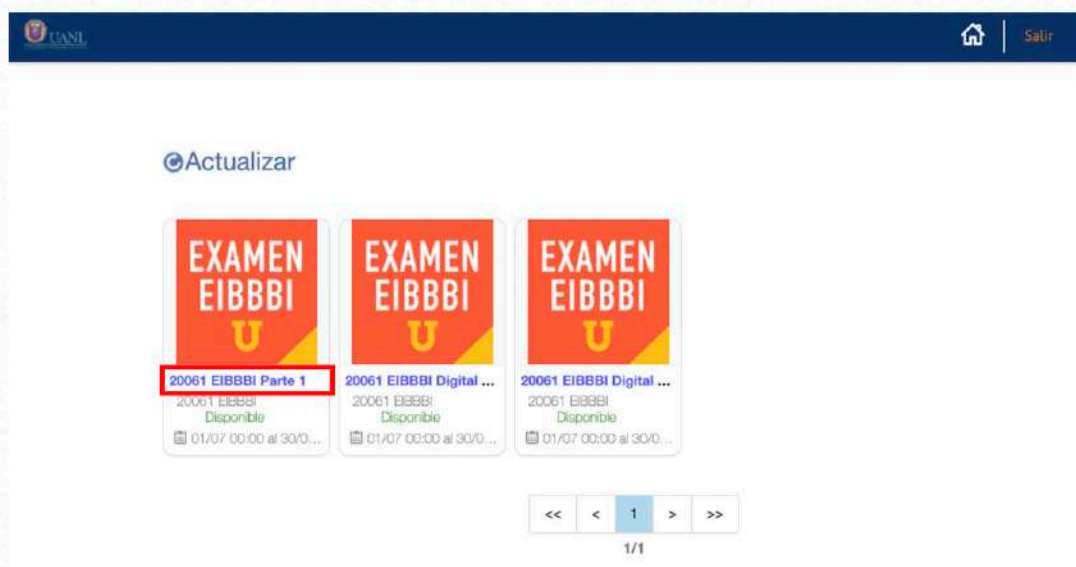 UANL
Salir
Actualizar
EXAMEN
EIBBBI
U
20061 EIBBBI Parte 1
20061 EIBBBI
Disponible
01/07 00:00 al 30/0...
EXAMEN
EIBBBI
U
20061 EIBBBI Digital ...
20061 EIBBBI
Disponible
01/07 00:00 al 30/0...
EXAMEN
EIBBBI
U
20061 EIBBBI Digital ...
20061 EIBBBI
Disponible
01/07 00:00 al 30/0...
<< < 1 > >>
1/1